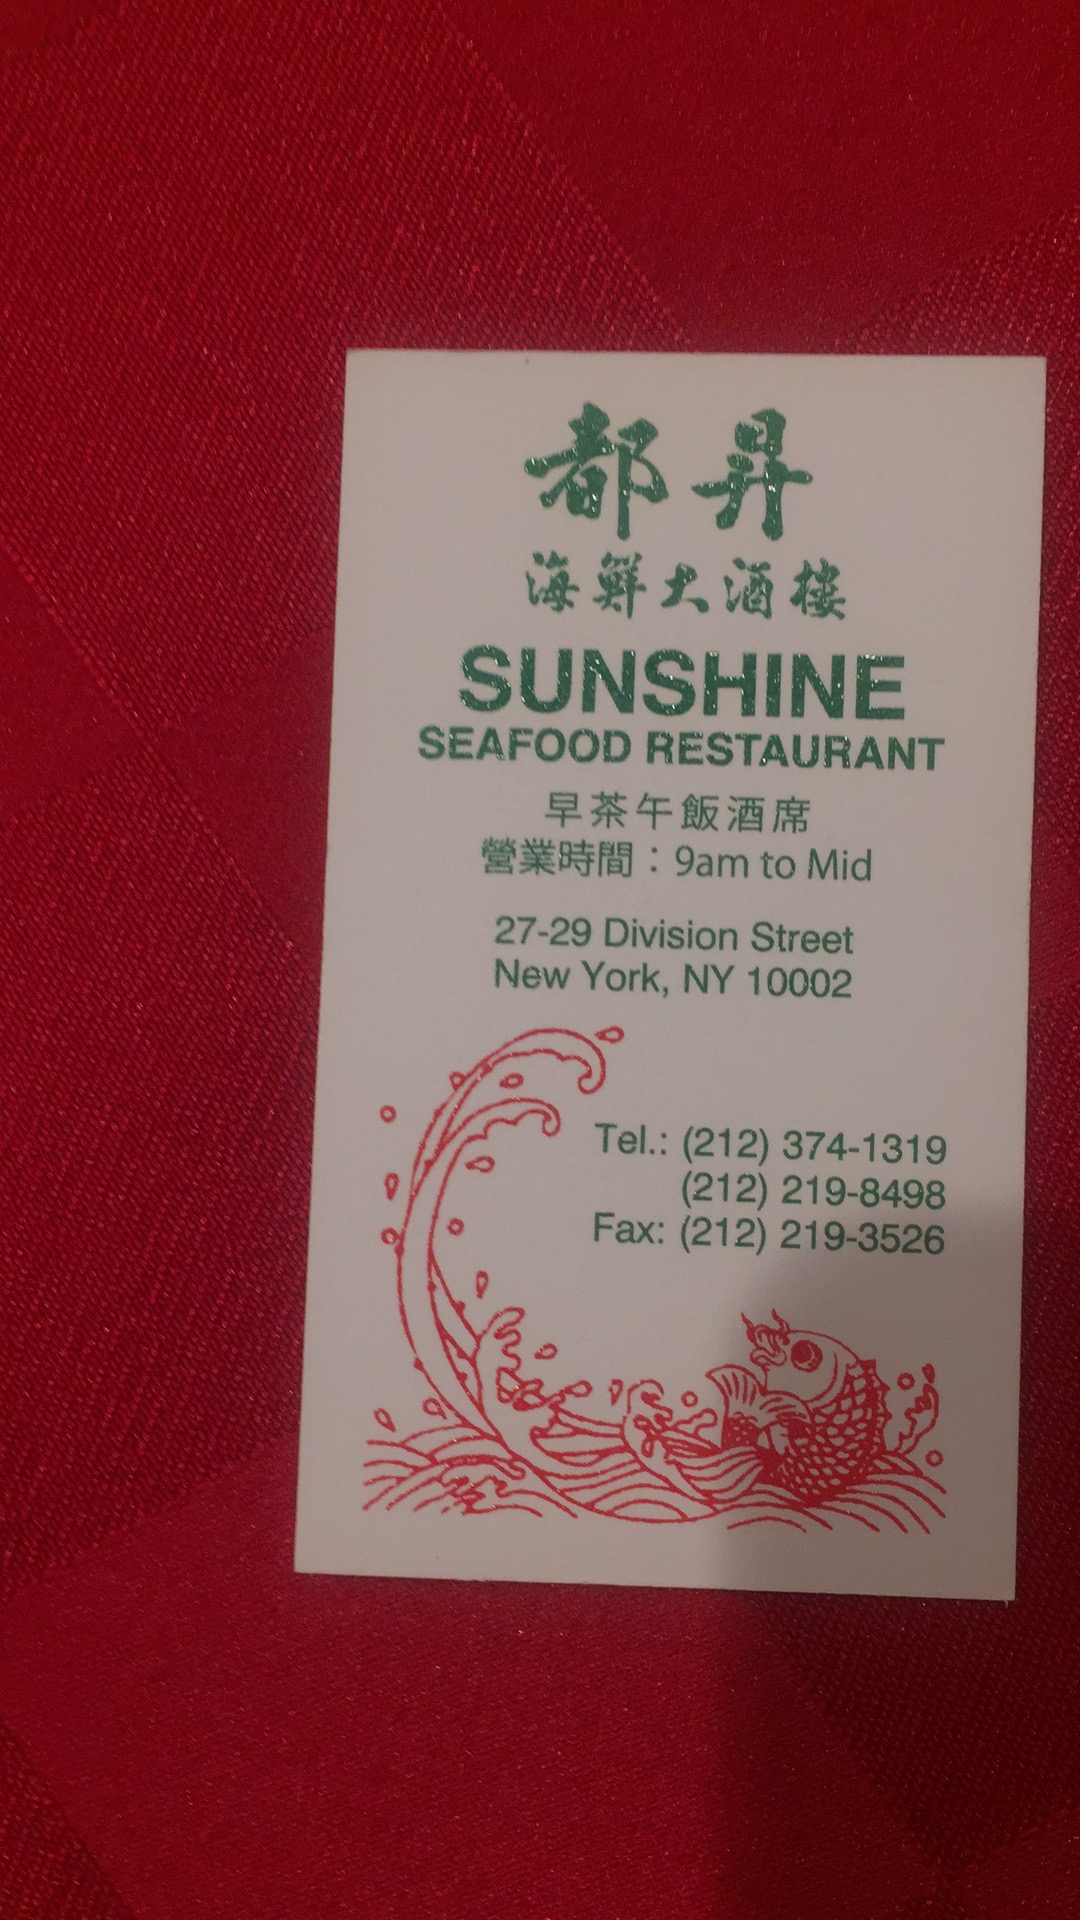 都昇
海鮮大酒樓
SUNSHINE
SEAFOOD RESTAURANT
早茶午飯酒席
營業時間：9am to Mid
27-29 Division Street
New York, NY 10002
Tel.: (212) 374-1319
(212) 219-8498
Fax: (212) 219-3526